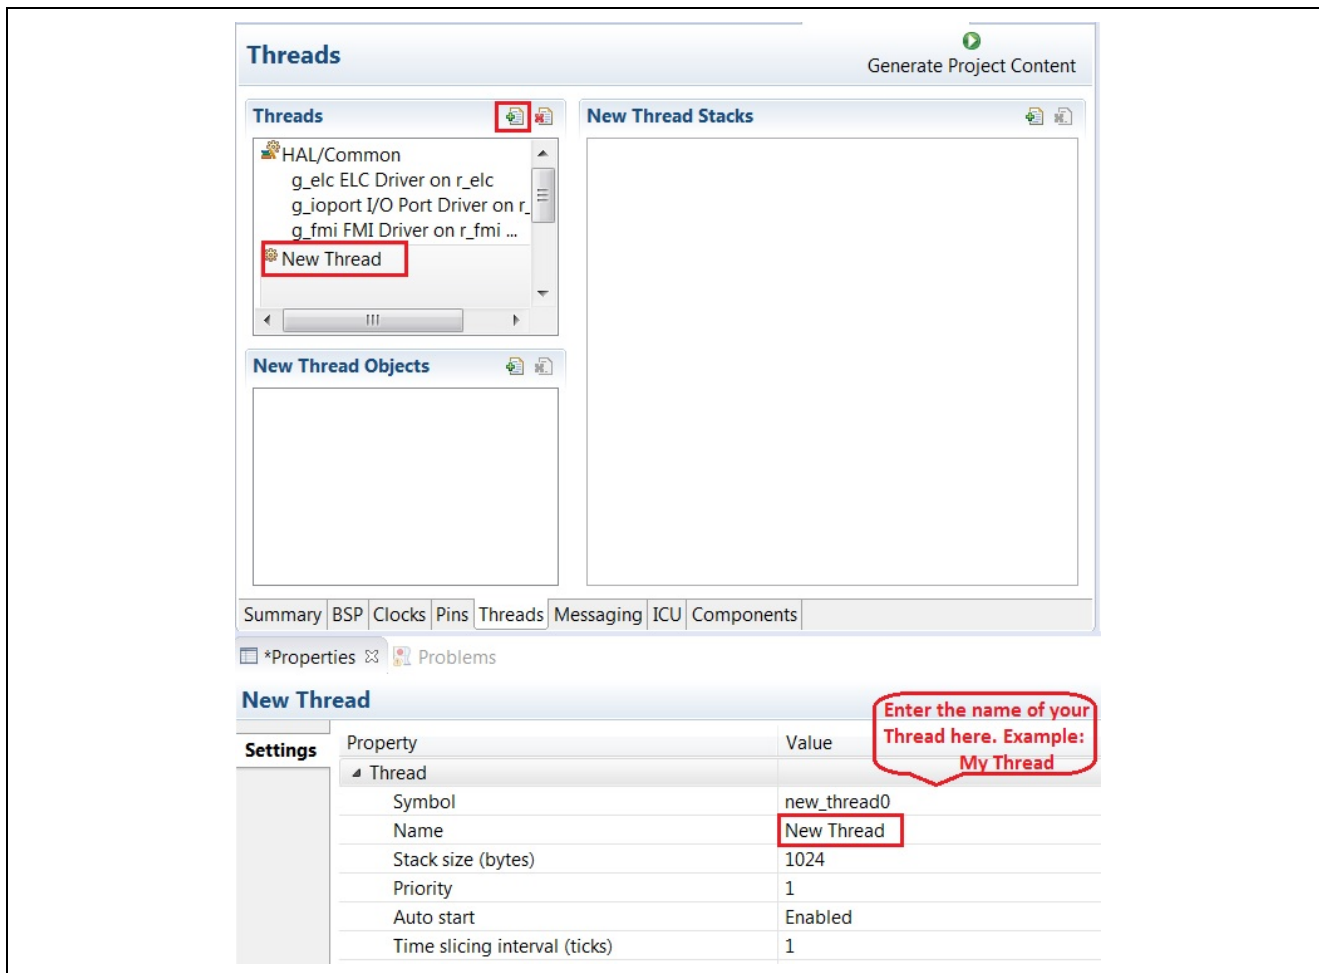 Threads
Generate Project Content
Threads
New Thread Stacks
HAL/Common
g_elc ELC Driver on r_elc
g_ioport I/O Port Driver on r_
g_fmi FMI Driver on r_fmi ...
New Thread
New Thread Objects
Summary BSP Clocks Pins Threads Messaging ICU Components
*Properties Problems
New Thread
Enter the name of your
Thread here. Example:
My Thread
Settings
Property Value
Thread
Symbol new_thread0
Name New Thread
Stack size (bytes) 1024
Priority 1
Auto start Enabled
Time slicing interval (ticks) 1